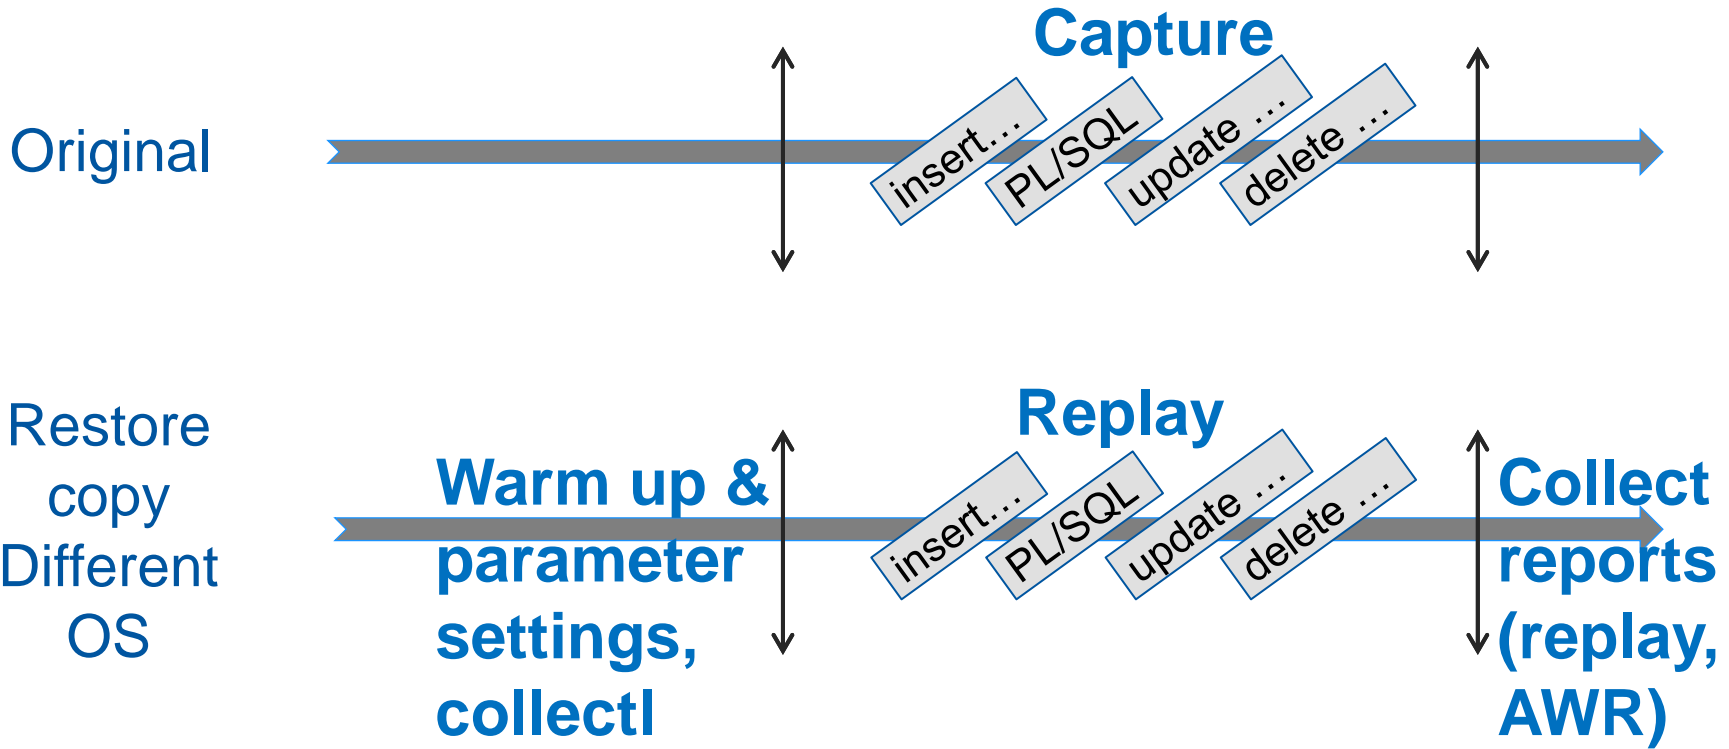 Capture
Original
insert…
PL/SQL
update …
delete …
Restore
copy
Different
OS
Warm up &
parameter
settings,
collectl
Replay
insert…
PL/SQL
update …
delete …
Collect
reports
(replay,
AWR)